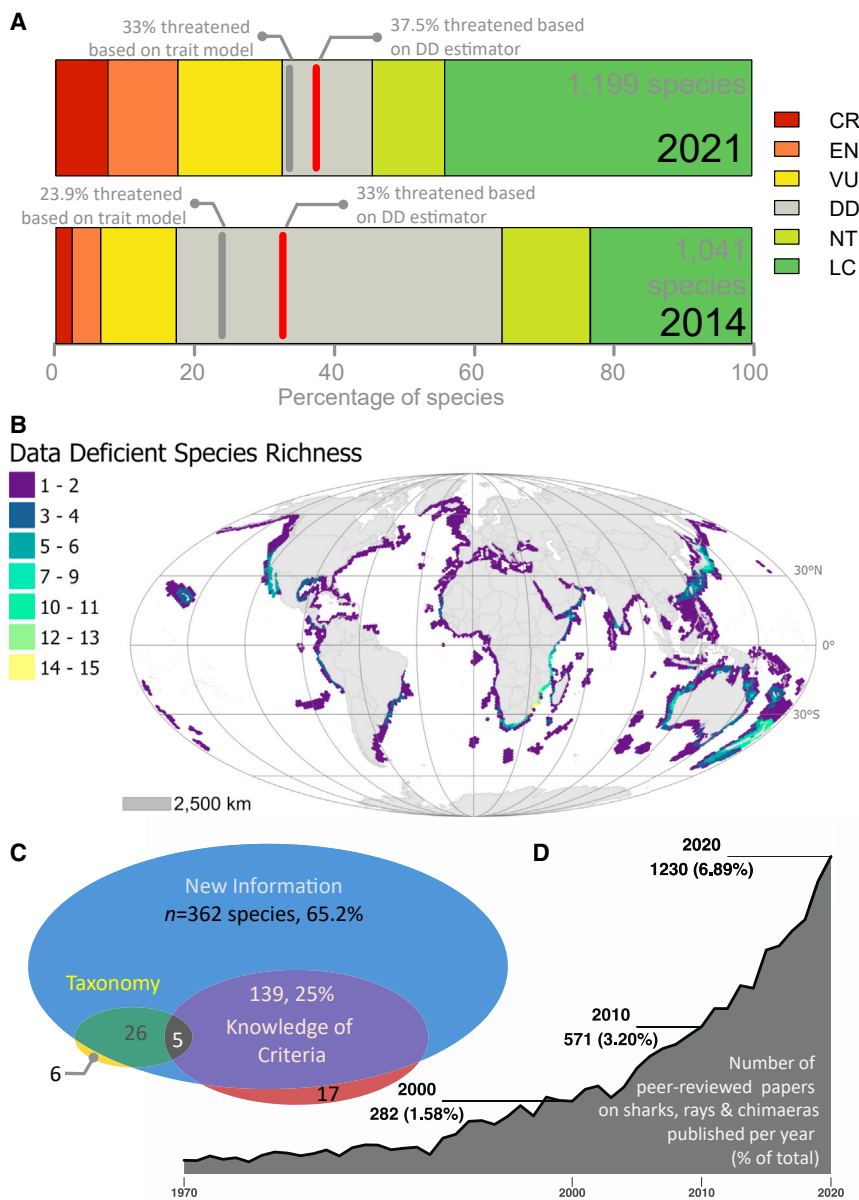 A
33% threatened
based on trait model
37.5% threatened based
on DD estimator
1,199 species
2021
CR
EN
VU
DD
NT
LC
23.9% threatened
based on trait model
33% threatened based
on DD estimator
1,041
species
2014
0 20 40 60 80 100
Percentage of species
B
Data Deficient Species Richness
1 - 2
3 - 4
5 - 6
7 - 9
10 - 11
12 - 13
14 - 15
30°N
0°
30°S
2,500 km
C
New Information
n=362 species, 65.2%
Taxonomy
139, 25%
Knowledge of
Criteria
26
5
6
17
D
2020
1230 (6.89%)
2010
571 (3.20%)
2000
282 (1.58%)
Number of
peer-reviewed papers
on sharks, rays & chimaeras
published per year
(% of total)
1970 2000 2010 2020